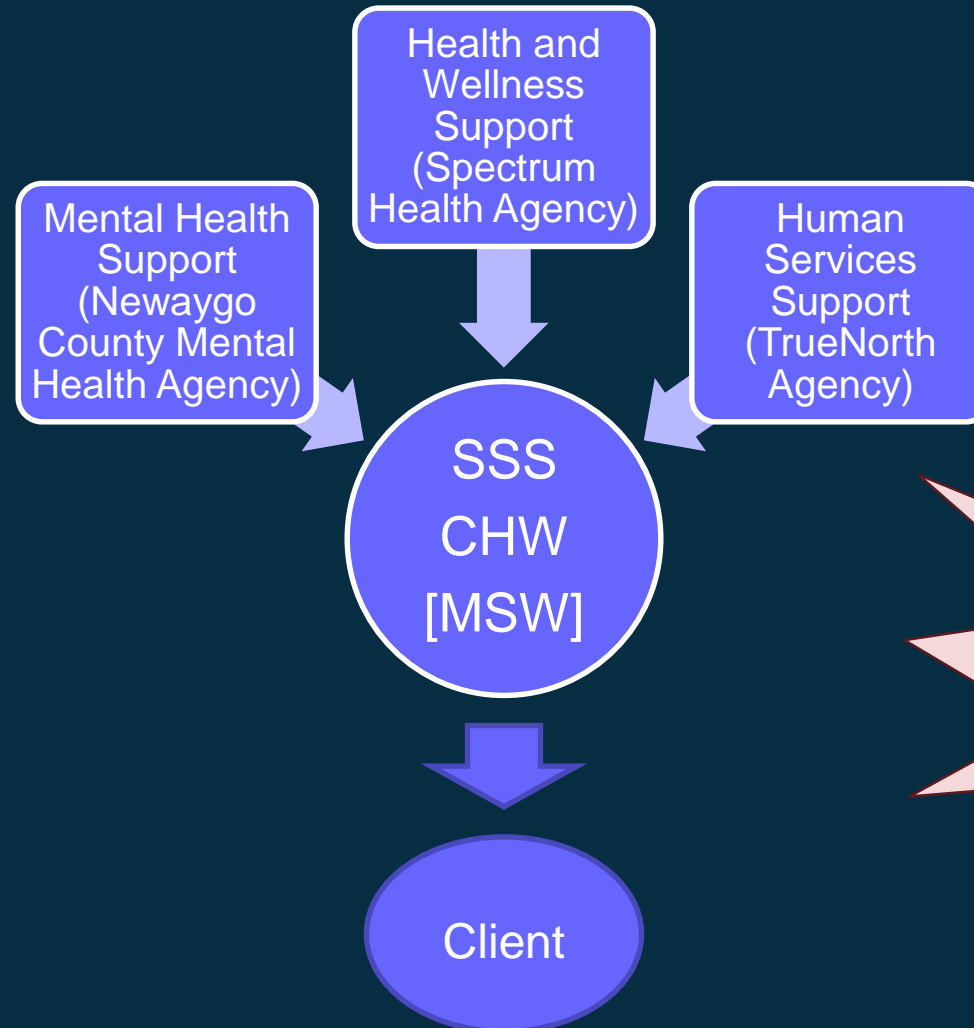 Health and
Wellness
Support
(Spectrum
Health Agency)
Mental Health
Support
(Newaygo
County Mental
Health Agency)
Human
Services
Support
(TrueNorth
Agency)
SSS
CHW
[MSW]
Client